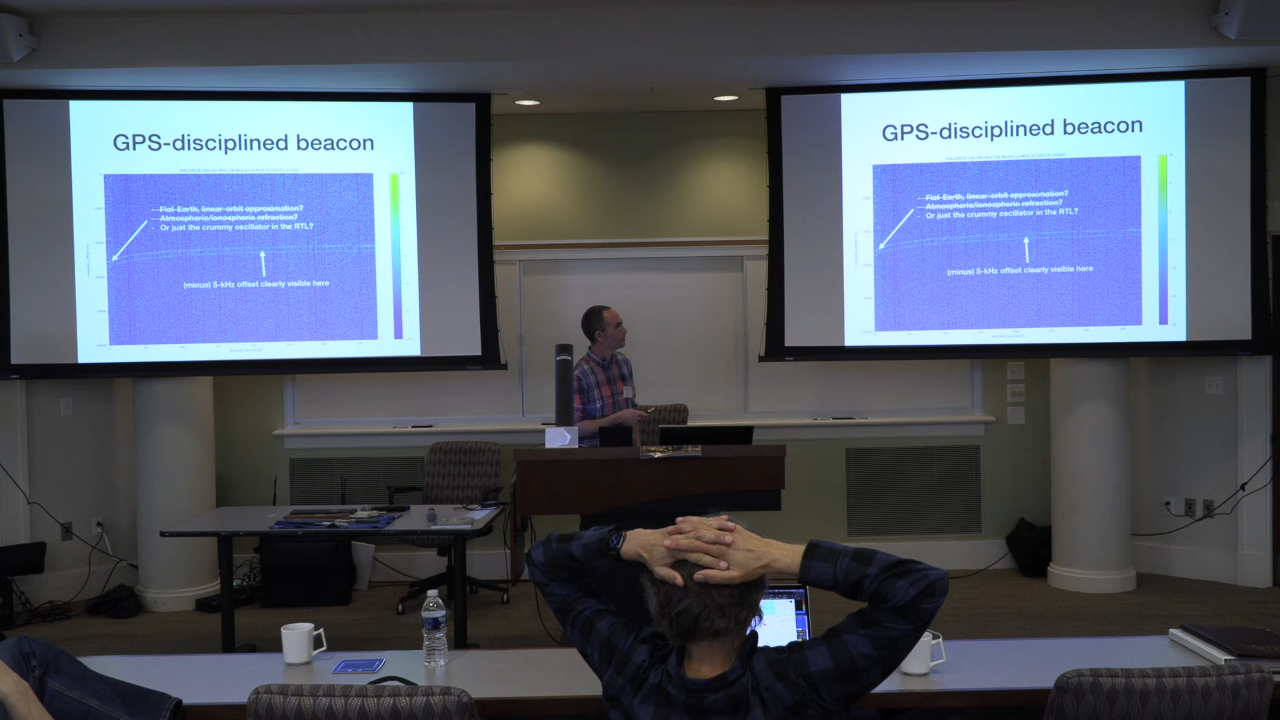 GPS-disciplined beacon
- Flat-Earth, linear-orbit approximation?
- Atmospheric/ionospheric refraction?
- Or just the crummy oscillator in the RTL?
(minus) 5-kHz offset clearly visible here
GPS-disciplined beacon
- Flat-Earth, linear-orbit approximation?
- Atmospheric/ionospheric refraction?
- Or just the crummy oscillator in the RTL?
(minus) 5-kHz offset clearly visible here